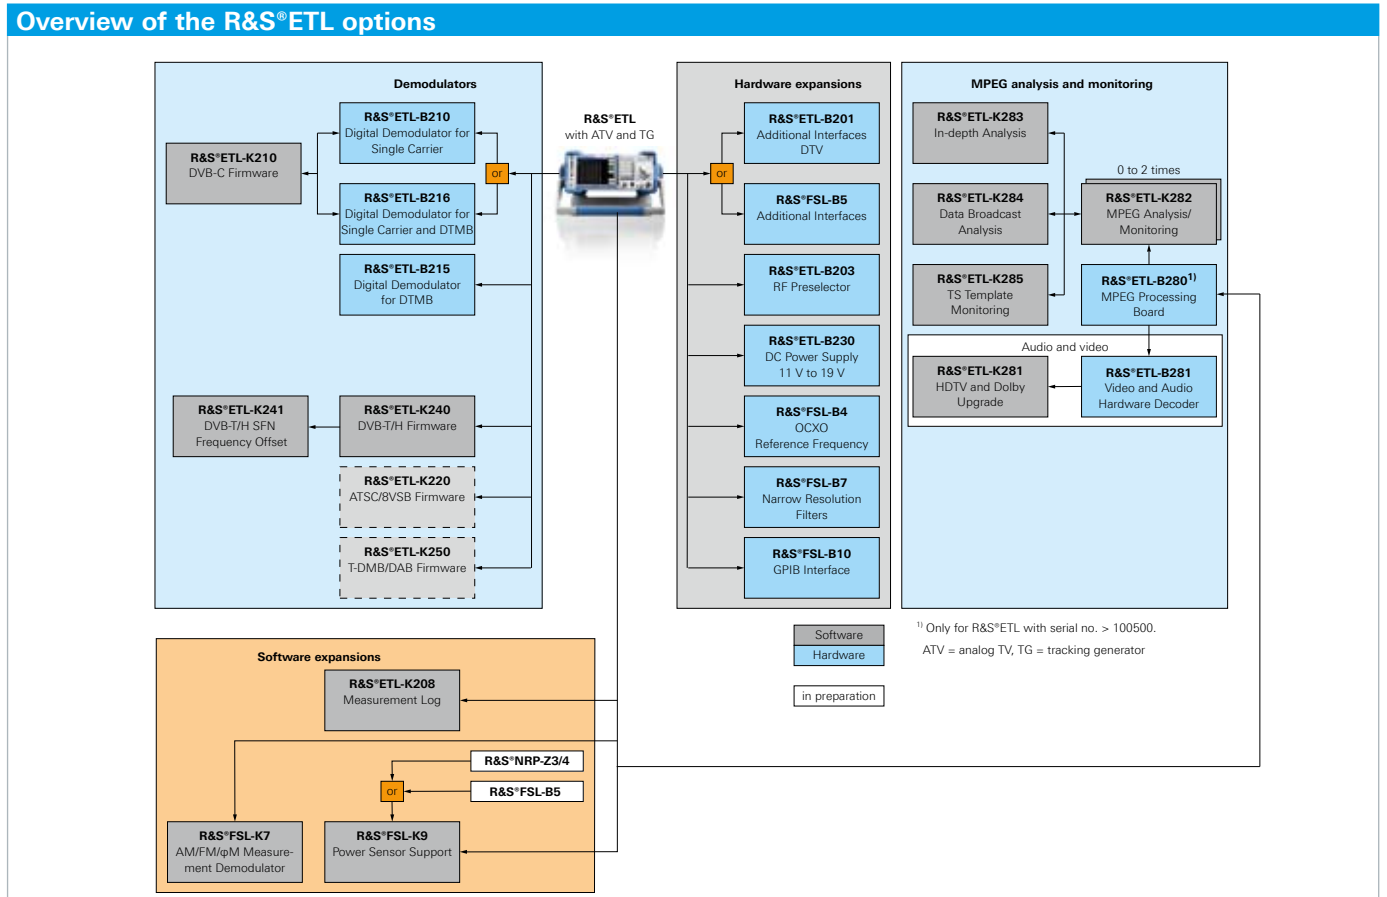 Overview of the R&S®ETL options
Demodulators
R&S®ETL-B210
Digital Demodulator for
Single Carrier
R&S®ETL-K210
DVB-C Firmware
or
R&S®ETL-B216
Digital Demodulator for
Single Carrier and DTMB
R&S®ETL-B215
Digital Demodulator
for DTMB
R&S®ETL-K241
DVB-T/H SFN
Frequency Offset
R&S®ETL-K240
DVB-T/H Firmware
R&S®ETL-K220
ATSC/8VSB Firmware
R&S®ETL-K250
T-DMB/DAB Firmware
R&S®ETL
with ATV and TG
Hardware expansions
or
R&S®ETL-B201
Additional Interfaces
DTV
R&S®FSL-B5
Additional Interfaces
R&S®ETL-B203
RF Preselector
R&S®ETL-B230
DC Power Supply
11 V to 19 V
R&S®FSL-B4
OCXO
Reference Frequency
R&S®FSL-B7
Narrow Resolution
Filters
R&S®FSL-B10
GPIB Interface
MPEG analysis and monitoring
R&S®ETL-K283
In-depth Analysis
0 to 2 times
R&S®ETL-K284
Data Broadcast
Analysis
R&S®ETL-K282
MPEG Analysis/
Monitoring
R&S®ETL-K285
TS Template
Monitoring
R&S®ETL-B280¹⁾
MPEG Processing
Board
Audio and video
R&S®ETL-K281
HDTV and Dolby
Upgrade
R&S®ETL-B281
Video and Audio
Hardware Decoder
Software
Hardware
in preparation
¹⁾ Only for R&S®ETL with serial no. > 100500.
ATV = analog TV, TG = tracking generator
Software expansions
R&S®ETL-K208
Measurement Log
R&S®NRP-Z3/4
or
R&S®FSL-B5
R&S®FSL-K7
AM/FM/φM Measure-
ment Demodulator
R&S®FSL-K9
Power Sensor Support